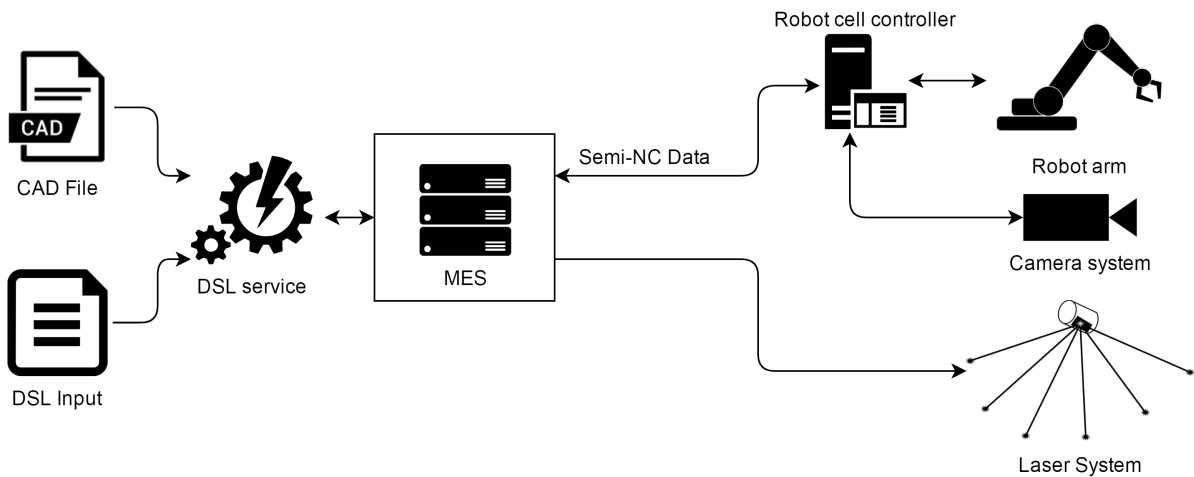 Robot cell controller
CAD
CAD File
Semi-NC Data
Robot arm
DSL service
MES
Camera system
DSL Input
Laser System